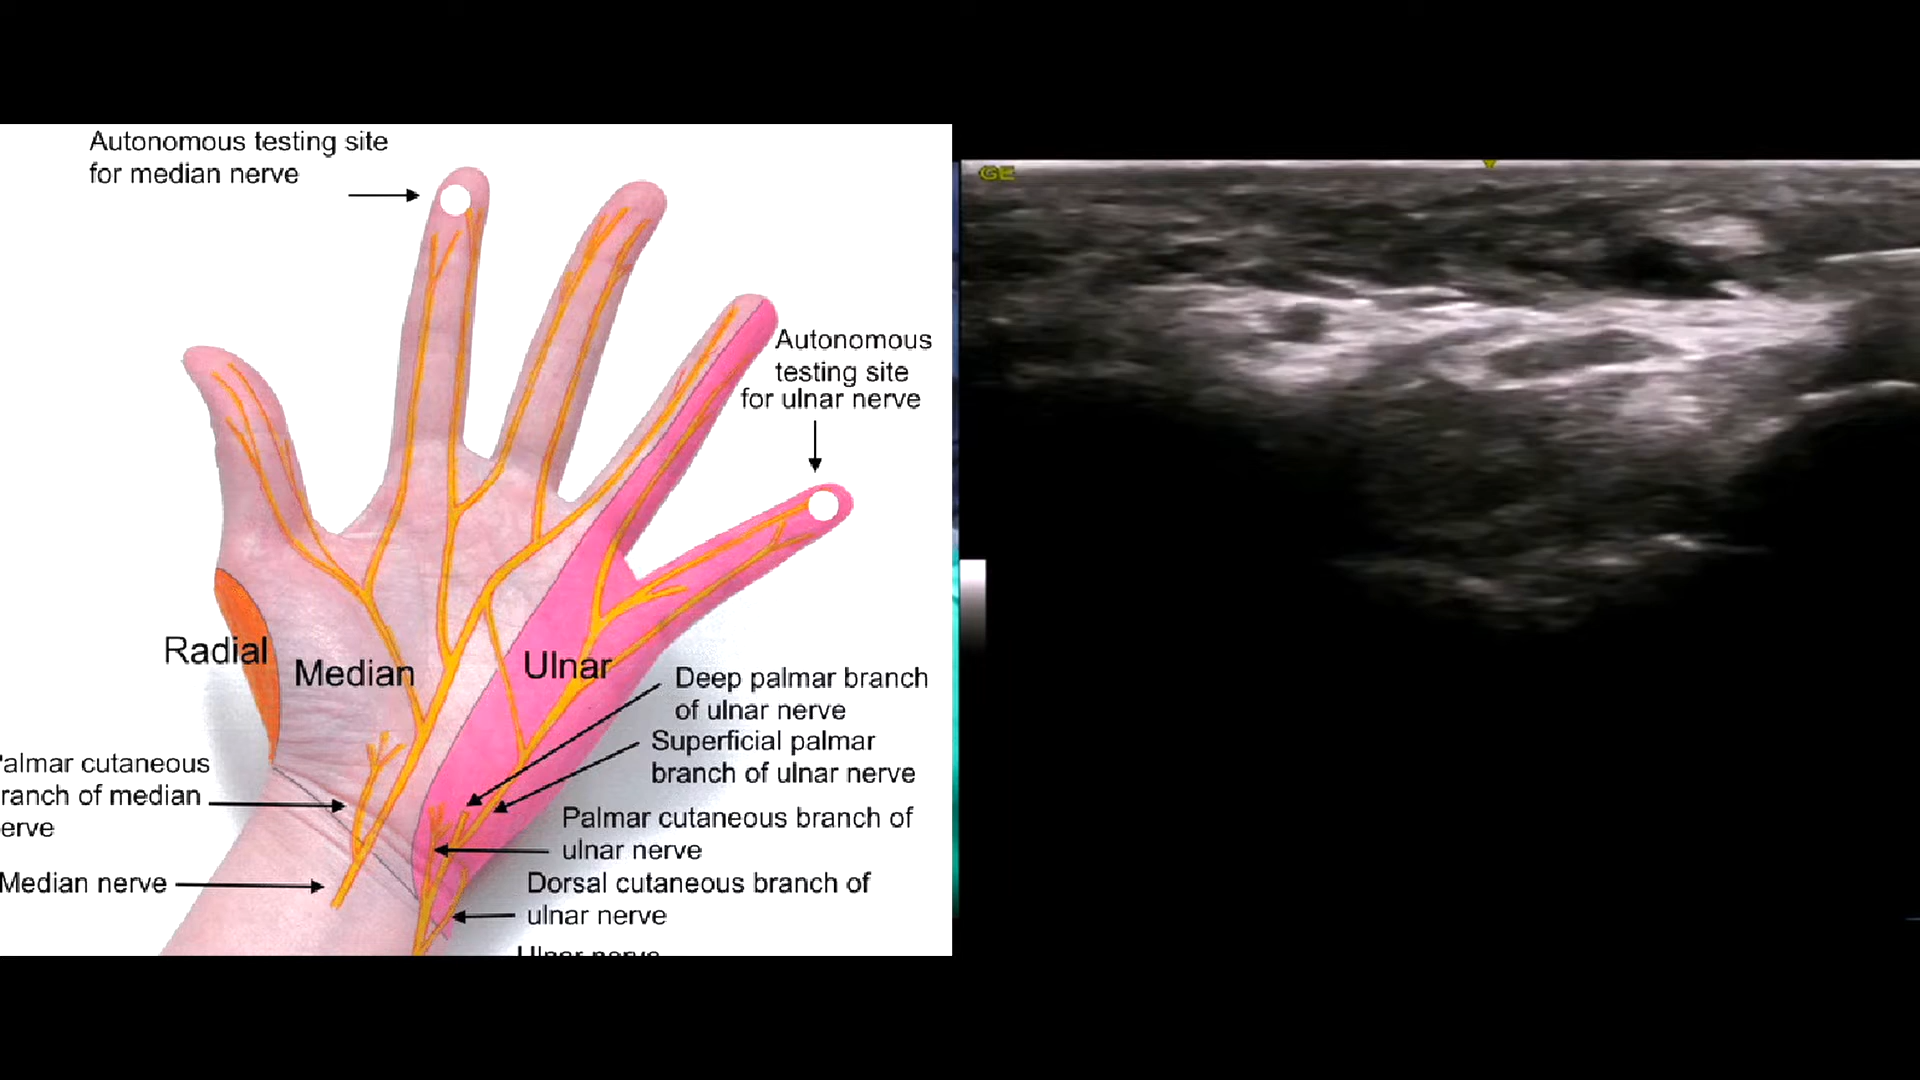 Autonomous testing site
for median nerve
Autonomous
testing site
for ulnar nerve
Radial
Median
Ulnar
Deep palmar branch
of ulnar nerve
Superficial palmar
branch of ulnar nerve
Palmar cutaneous branch of
ulnar nerve
Dorsal cutaneous branch of
ulnar nerve
Ulnar nerve
almar cutaneous
ranch of median
erve
Median nerve
GE